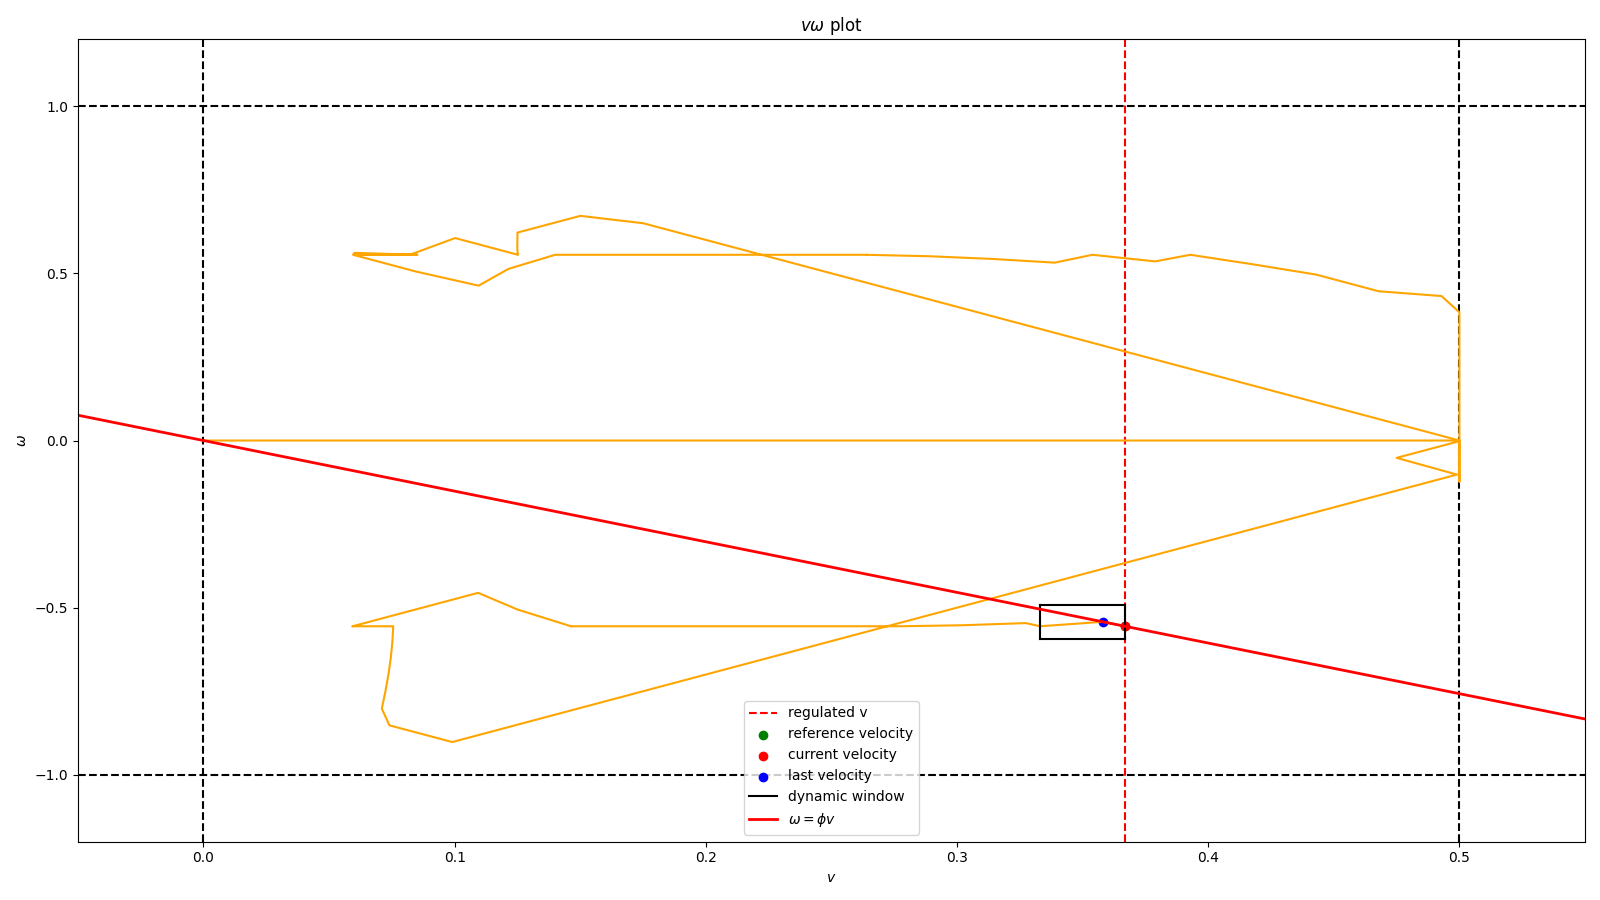 vω plot
1.0
0.5
0.0
−0.5
−1.0
ω
regulated v
reference velocity
current velocity
last velocity
dynamic window
ω = ϕv
0.0 0.1 0.2 0.3 0.4 0.5
v